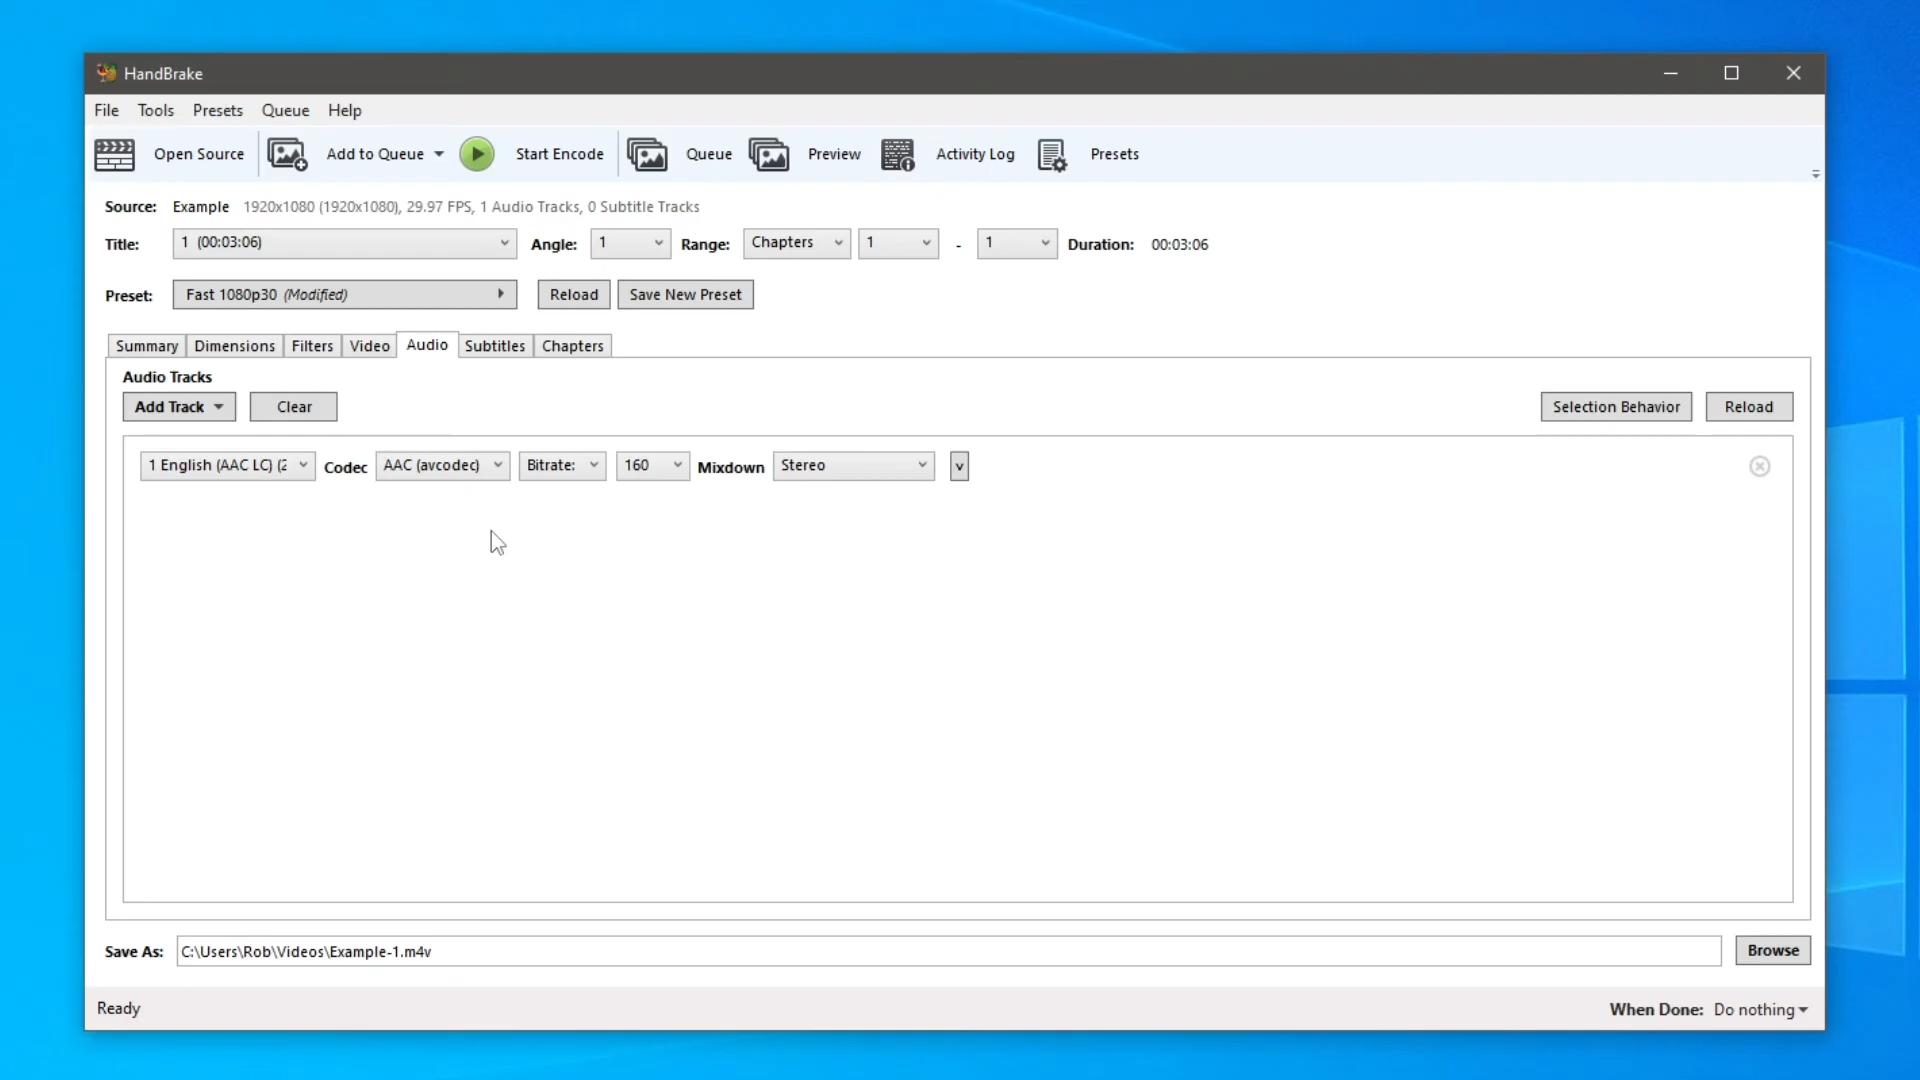 HandBrake
File Tools Presets Queue Help
Open Source Add to Queue Start Encode Queue Preview Activity Log Presets
Source: Example 1920x1080 (1920x1080), 29.97 FPS, 1 Audio Tracks, 0 Subtitle Tracks
Title: 1 (00:03:06) Angle: 1 Range: Chapters 1 - 1 Duration: 00:03:06
Preset: Fast 1080p30 (Modified) Reload Save New Preset
Summary Dimensions Filters Video Audio Subtitles Chapters
Audio Tracks
Add Track Clear Selection Behavior Reload
1 English (AAC LC) (2 Codec AAC (avcodec) Bitrate: 160 Mixdown Stereo v
Save As: C:\Users\Rob\Videos\Example-1.m4v Browse
Ready When Done: Do nothing